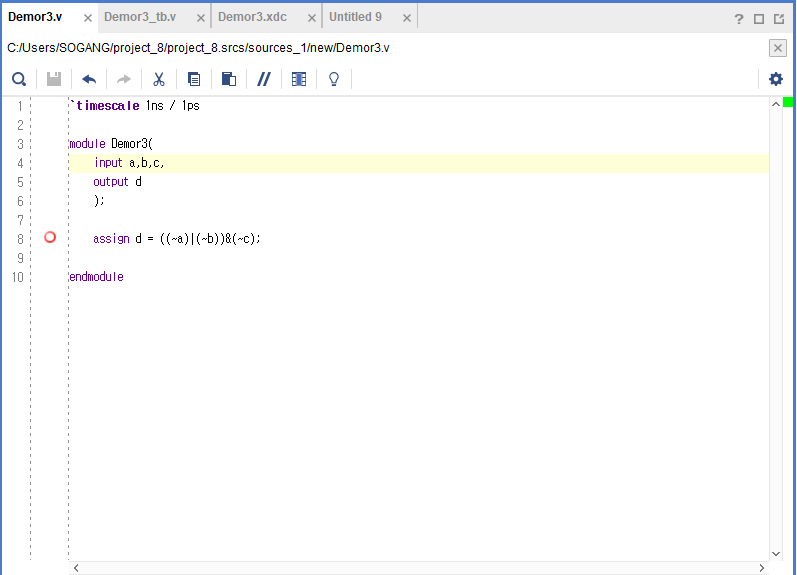 Demor3.v Demor3_tb.v Demor3.xdc Untitled 9
C:/Users/SOGANG/project_8/project_8.srcs/sources_1/new/Demor3.v
1 `timescale 1ns / 1ps
2
3 module Demor3(
4 input a,b,c,
5 output d
6 );
7
8 assign d = ((~a)|(~b))&(~c);
9
10 endmodule